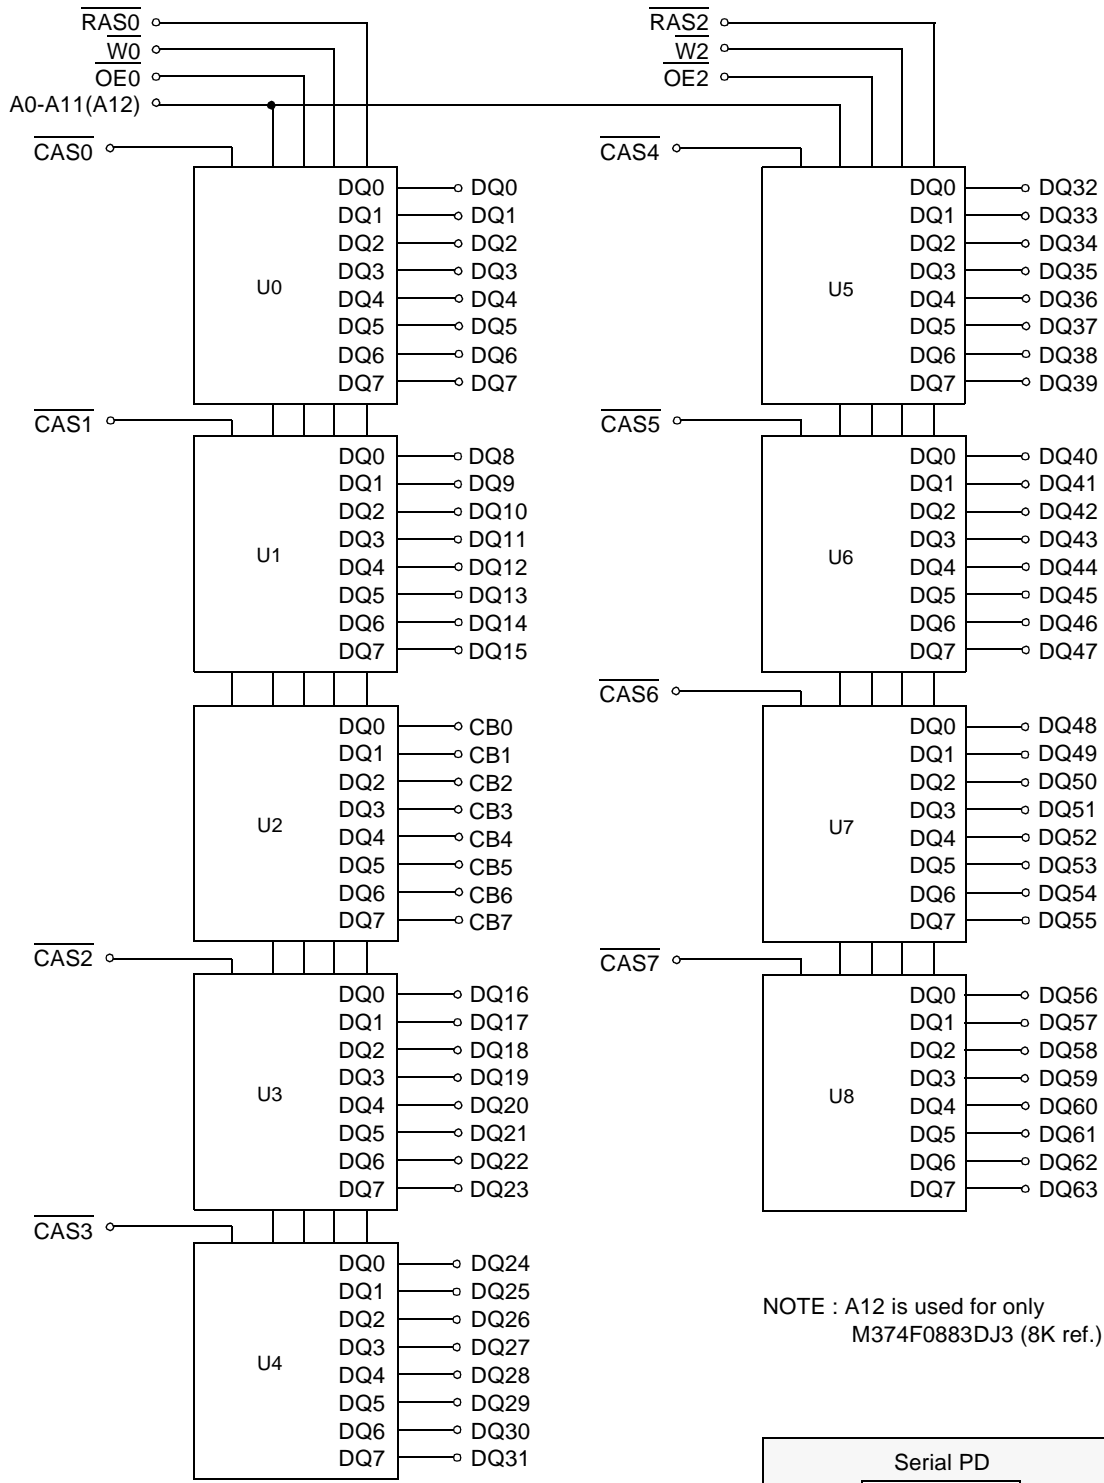 RAS0
W0
OE0
A0-A11(A12)
CAS0
U0
DQ0 DQ0
DQ1 DQ1
DQ2 DQ2
DQ3 DQ3
DQ4 DQ4
DQ5 DQ5
DQ6 DQ6
DQ7 DQ7
CAS1
U1
DQ0 DQ8
DQ1 DQ9
DQ2 DQ10
DQ3 DQ11
DQ4 DQ12
DQ5 DQ13
DQ6 DQ14
DQ7 DQ15
U2
DQ0 CB0
DQ1 CB1
DQ2 CB2
DQ3 CB3
DQ4 CB4
DQ5 CB5
DQ6 CB6
DQ7 CB7
CAS2
U3
DQ0 DQ16
DQ1 DQ17
DQ2 DQ18
DQ3 DQ19
DQ4 DQ20
DQ5 DQ21
DQ6 DQ22
DQ7 DQ23
CAS3
U4
DQ0 DQ24
DQ1 DQ25
DQ2 DQ26
DQ3 DQ27
DQ4 DQ28
DQ5 DQ29
DQ6 DQ30
DQ7 DQ31
RAS2
W2
OE2
CAS4
U5
DQ0 DQ32
DQ1 DQ33
DQ2 DQ34
DQ3 DQ35
DQ4 DQ36
DQ5 DQ37
DQ6 DQ38
DQ7 DQ39
CAS5
U6
DQ0 DQ40
DQ1 DQ41
DQ2 DQ42
DQ3 DQ43
DQ4 DQ44
DQ5 DQ45
DQ6 DQ46
DQ7 DQ47
CAS6
U7
DQ0 DQ48
DQ1 DQ49
DQ2 DQ50
DQ3 DQ51
DQ4 DQ52
DQ5 DQ53
DQ6 DQ54
DQ7 DQ55
CAS7
U8
DQ0 DQ56
DQ1 DQ57
DQ2 DQ58
DQ3 DQ59
DQ4 DQ60
DQ5 DQ61
DQ6 DQ62
DQ7 DQ63
NOTE : A12 is used for only
M374F0883DJ3 (8K ref.)
Serial PD